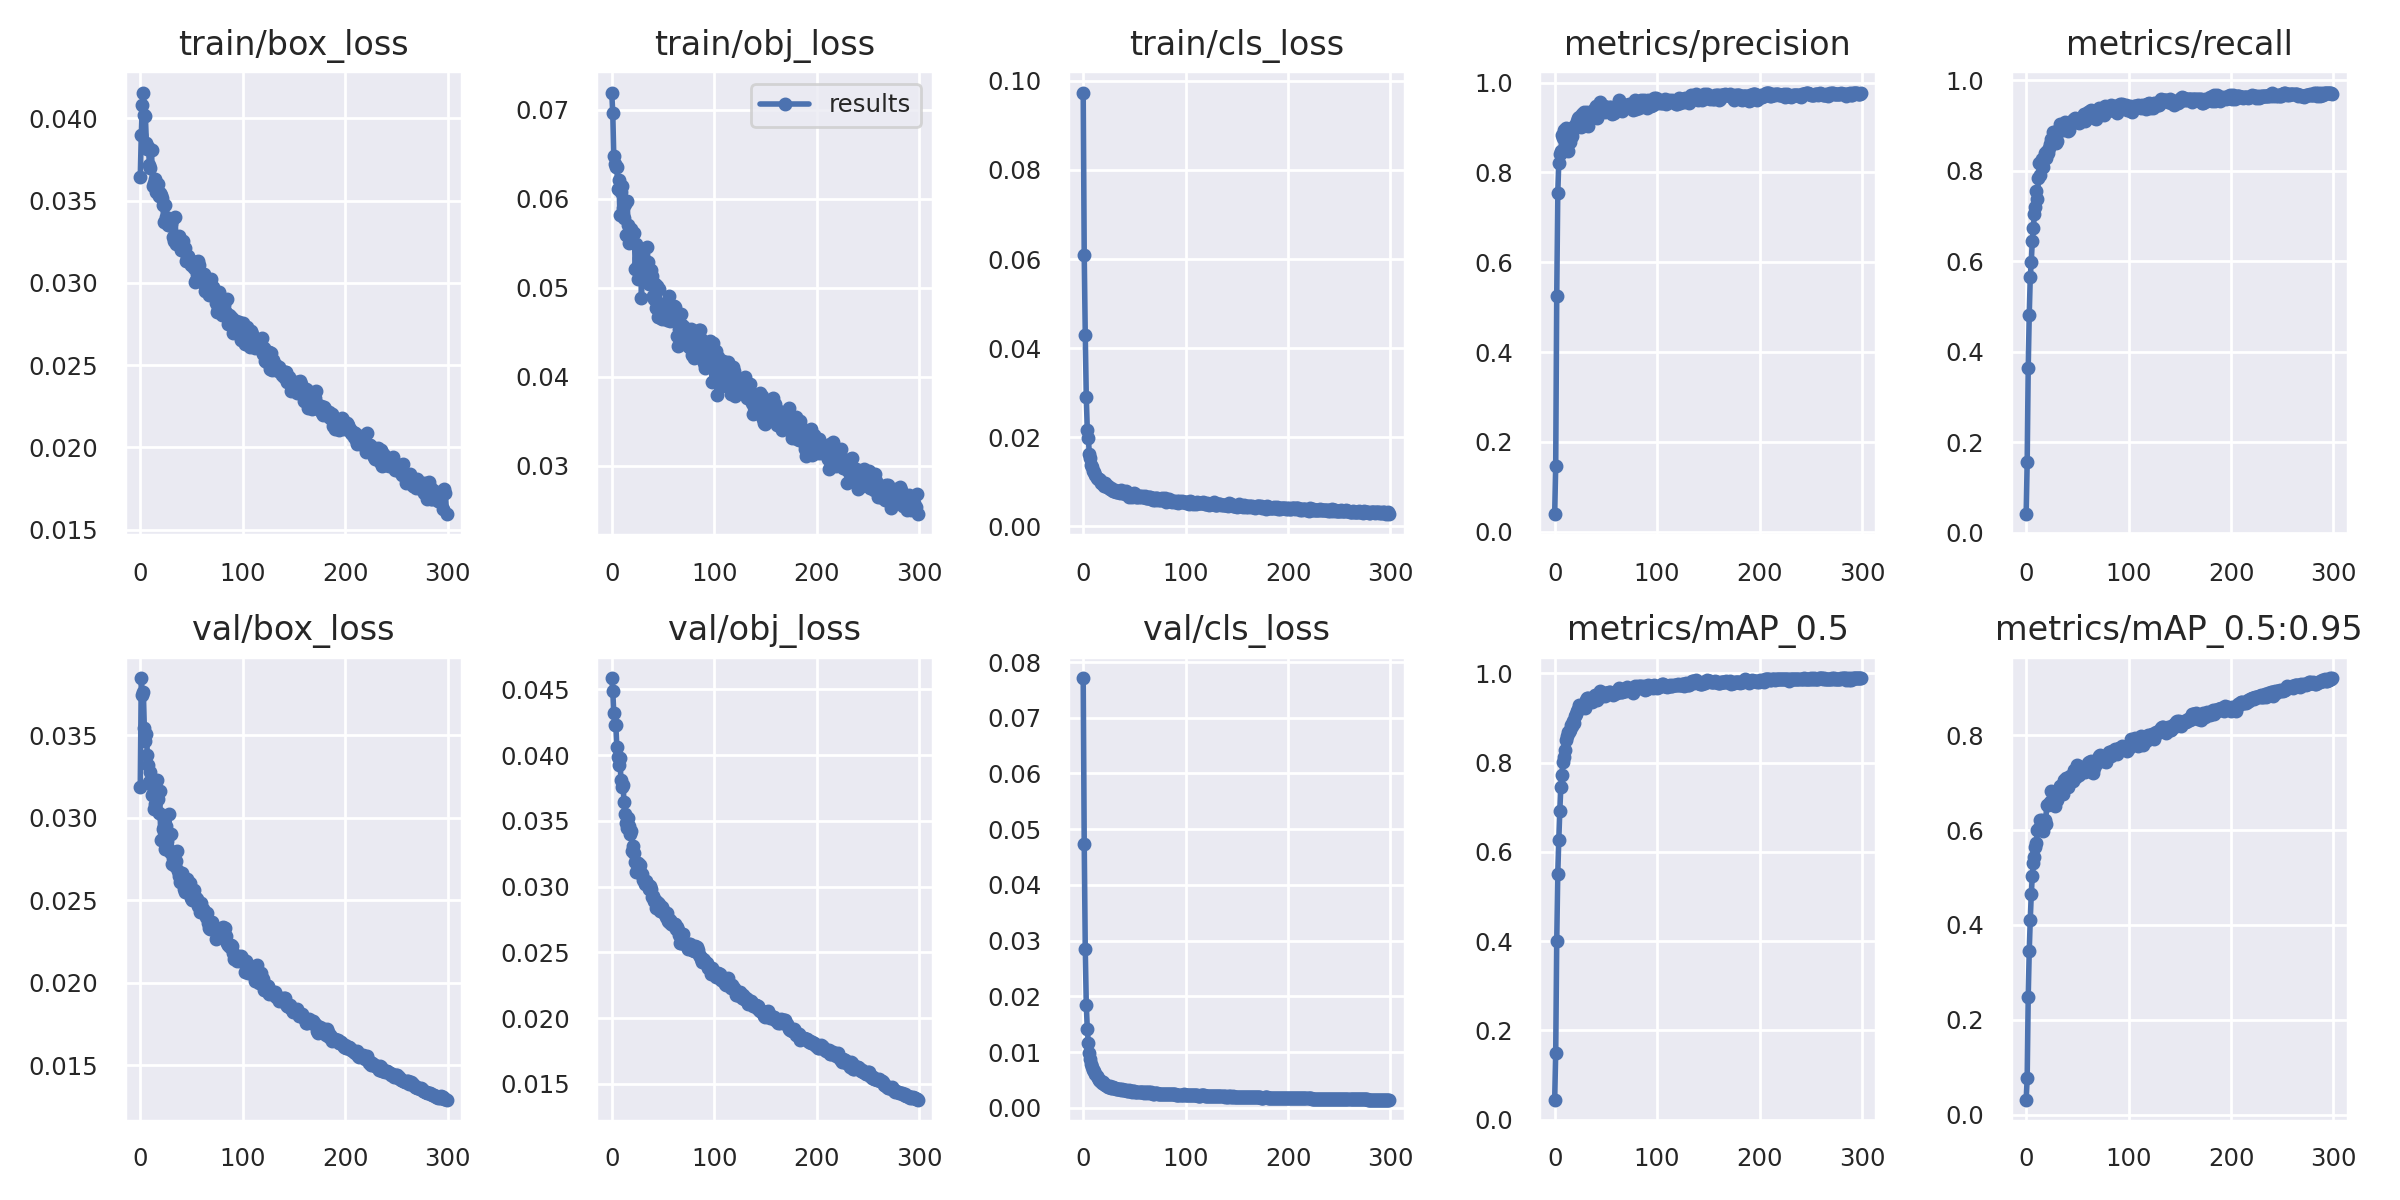 train/box_loss
train/obj_loss
train/cls_loss
metrics/precision
metrics/recall
0.040
0.035
0.030
0.025
0.020
0.015
0 100 200 300
results
0.07
0.06
0.05
0.04
0.03
0 100 200 300
0.10
0.08
0.06
0.04
0.02
0.00
0 100 200 300
1.0
0.8
0.6
0.4
0.2
0.0
0 100 200 300
1.0
0.8
0.6
0.4
0.2
0.0
0 100 200 300
val/box_loss
val/obj_loss
val/cls_loss
metrics/mAP_0.5
metrics/mAP_0.5:0.95
0.035
0.030
0.025
0.020
0.015
0 100 200 300
0.045
0.040
0.035
0.030
0.025
0.020
0.015
0 100 200 300
0.08
0.07
0.06
0.05
0.04
0.03
0.02
0.01
0.00
0 100 200 300
1.0
0.8
0.6
0.4
0.2
0.0
0 100 200 300
0.8
0.6
0.4
0.2
0.0
0 100 200 300